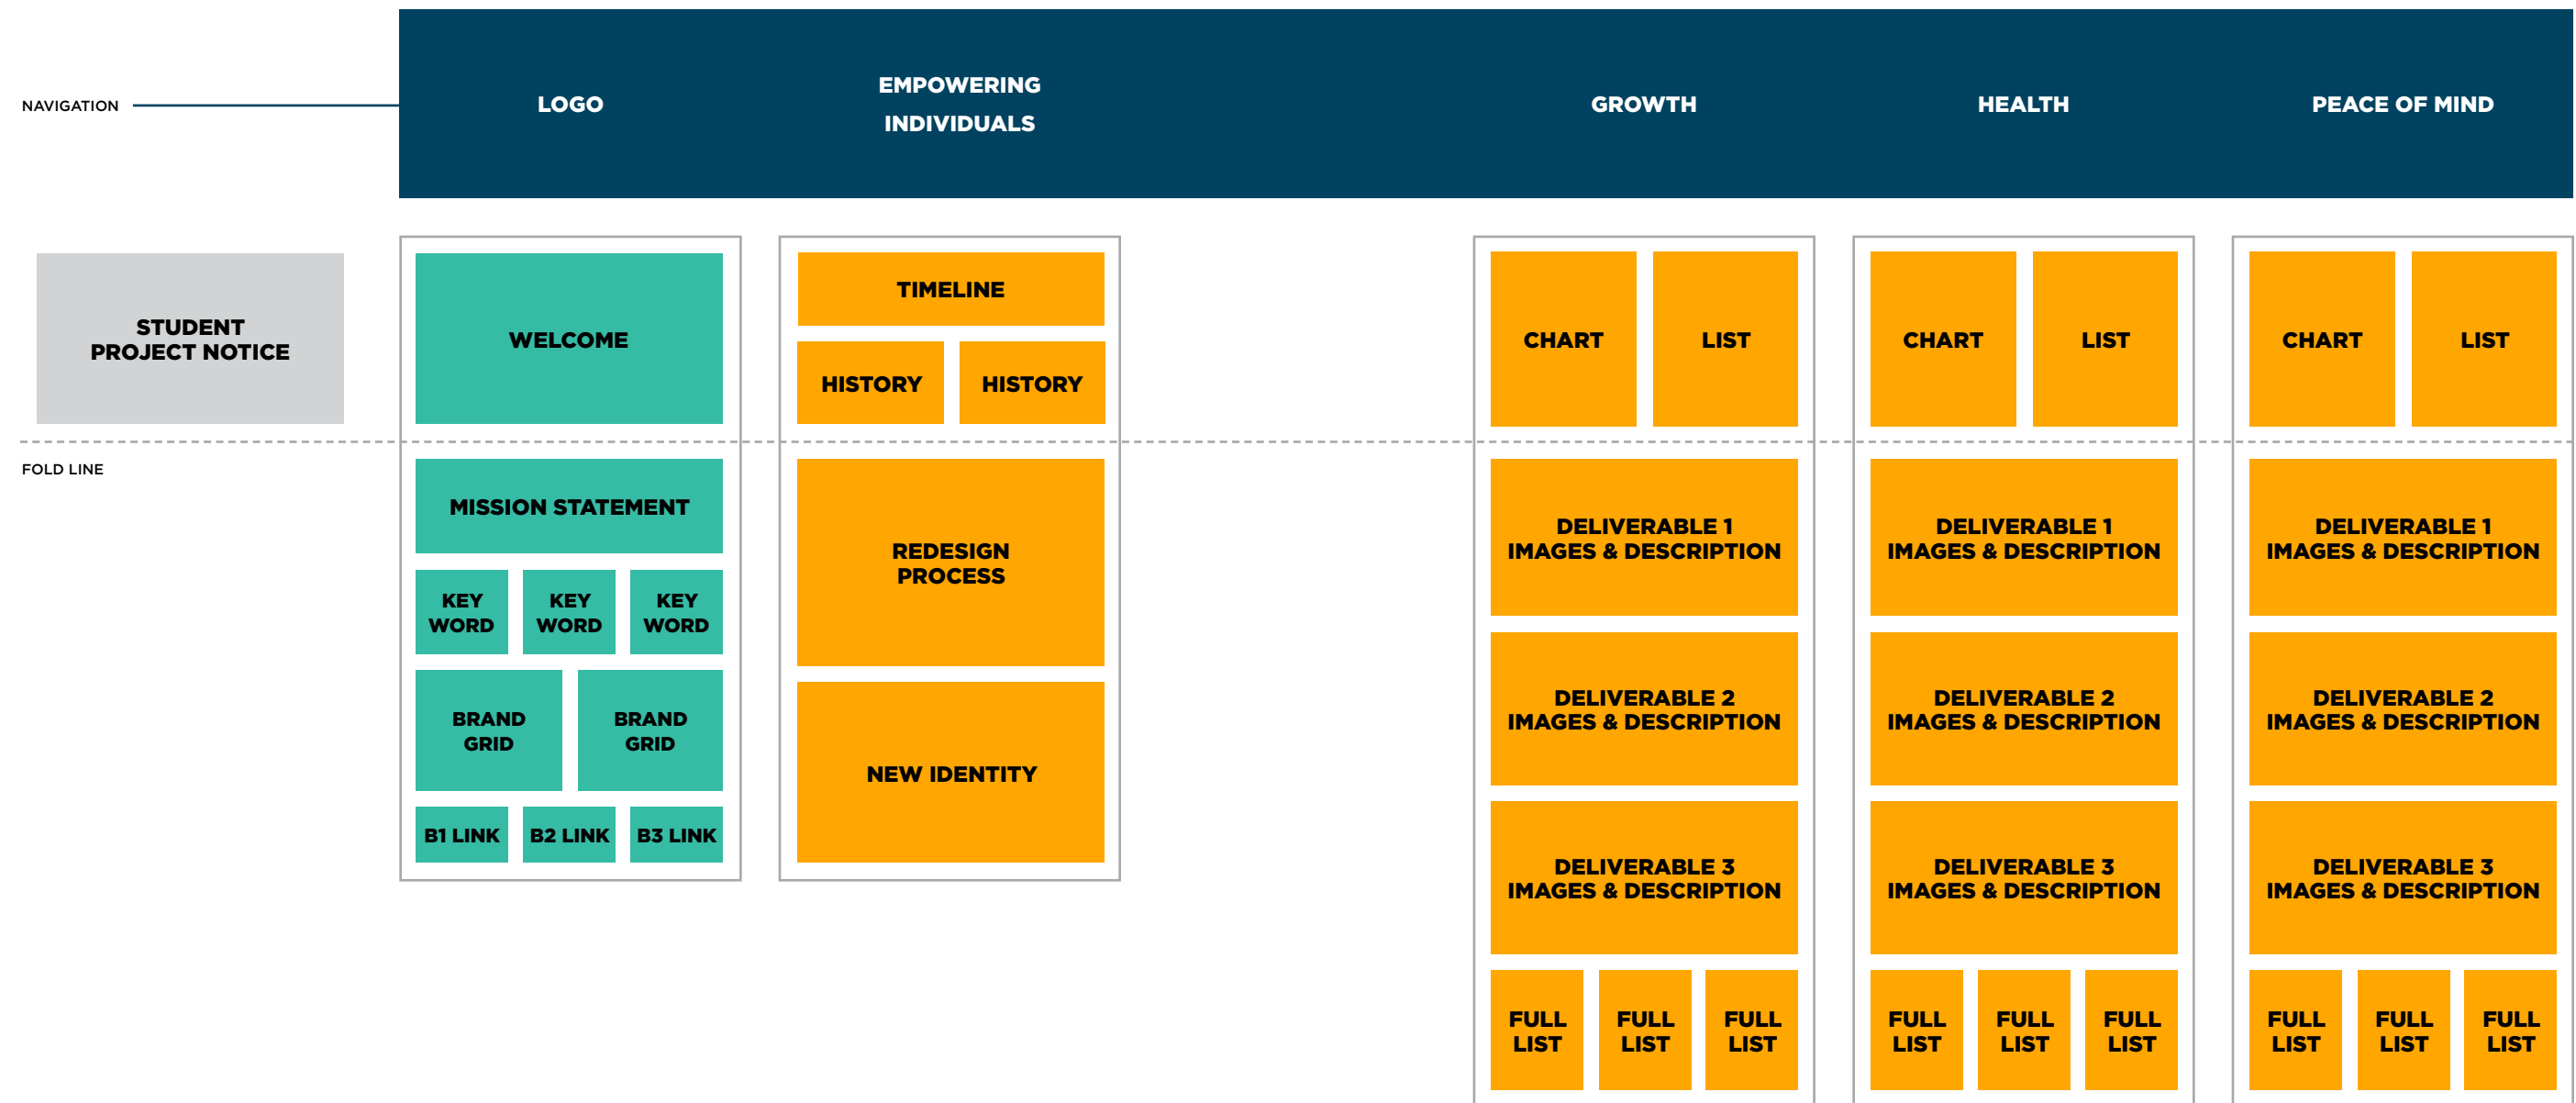 NAVIGATION
LOGO
EMPOWERING
INDIVIDUALS
GROWTH
HEALTH
PEACE OF MIND
STUDENT
PROJECT NOTICE
FOLD LINE
WELCOME
MISSION STATEMENT
KEY
WORD
KEY
WORD
KEY
WORD
BRAND
GRID
BRAND
GRID
B1 LINK
B2 LINK
B3 LINK
TIMELINE
HISTORY
HISTORY
REDESIGN
PROCESS
NEW IDENTITY
CHART
LIST
DELIVERABLE 1
IMAGES & DESCRIPTION
DELIVERABLE 2
IMAGES & DESCRIPTION
DELIVERABLE 3
IMAGES & DESCRIPTION
FULL
LIST
FULL
LIST
FULL
LIST
CHART
LIST
DELIVERABLE 1
IMAGES & DESCRIPTION
DELIVERABLE 2
IMAGES & DESCRIPTION
DELIVERABLE 3
IMAGES & DESCRIPTION
FULL
LIST
FULL
LIST
FULL
LIST
CHART
LIST
DELIVERABLE 1
IMAGES & DESCRIPTION
DELIVERABLE 2
IMAGES & DESCRIPTION
DELIVERABLE 3
IMAGES & DESCRIPTION
FULL
LIST
FULL
LIST
FULL
LIST